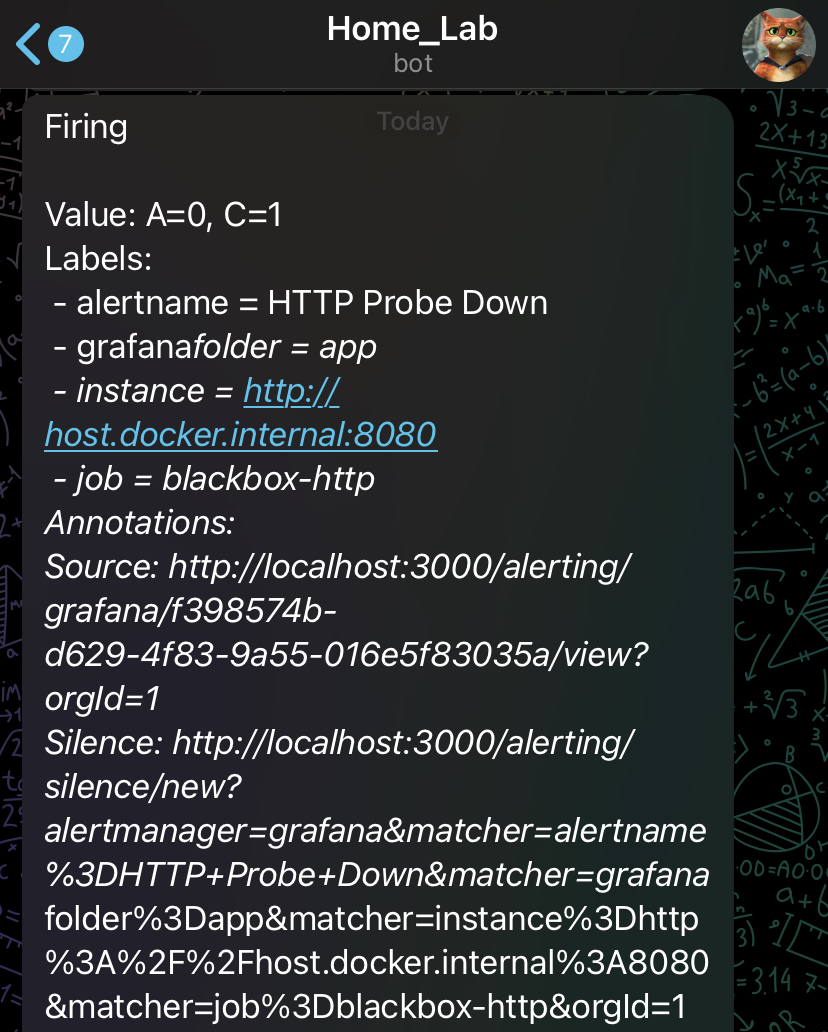 7
Home_Lab
bot
Today
Firing
Value: A=0, C=1
Labels:
- alertname = HTTP Probe Down
- grafanafolder = app
- instance = http://
host.docker.internal:8080
- job = blackbox-http
Annotations:
Source: http://localhost:3000/alerting/
grafana/f398574b-
d629-4f83-9a55-016e5f83035a/view?
orgId=1
Silence: http://localhost:3000/alerting/
silence/new?
alertmanager=grafana&matcher=alertname
%3DHTTP+Probe+Down&matcher=grafana
folder%3Dapp&matcher=instance%3Dhttp
%3A%2F%2Fhost.docker.internal%3A8080
&matcher=job%3Dblackbox-http&orgId=1